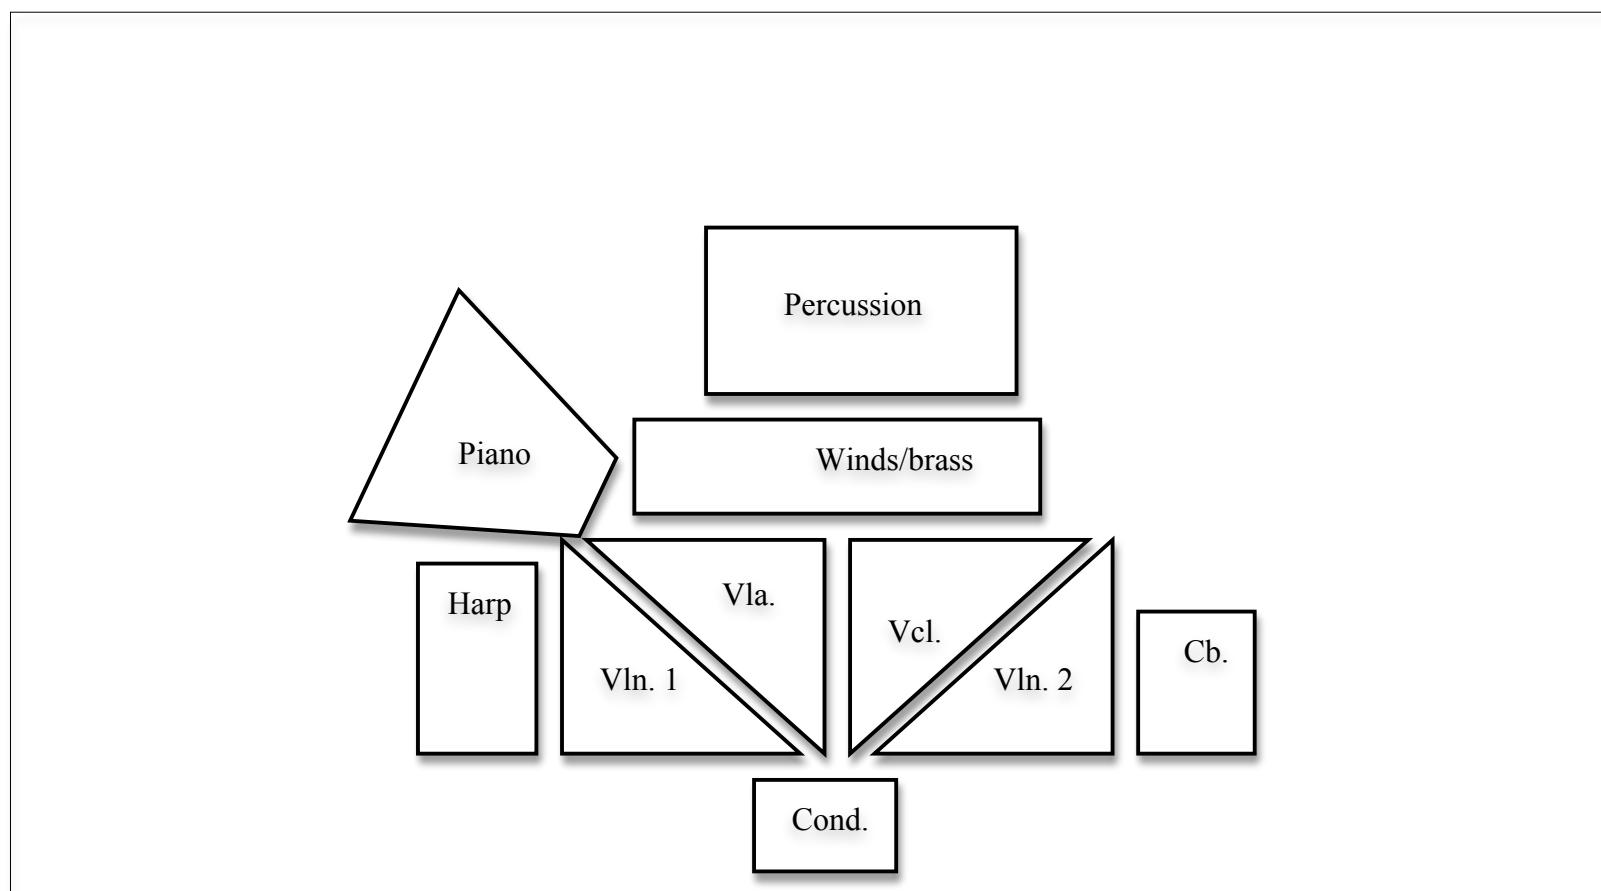 Percussion
Piano
Winds/brass
Harp
Vla.
Vcl.
Cb.
Vln. 1
Vln. 2
Cond.